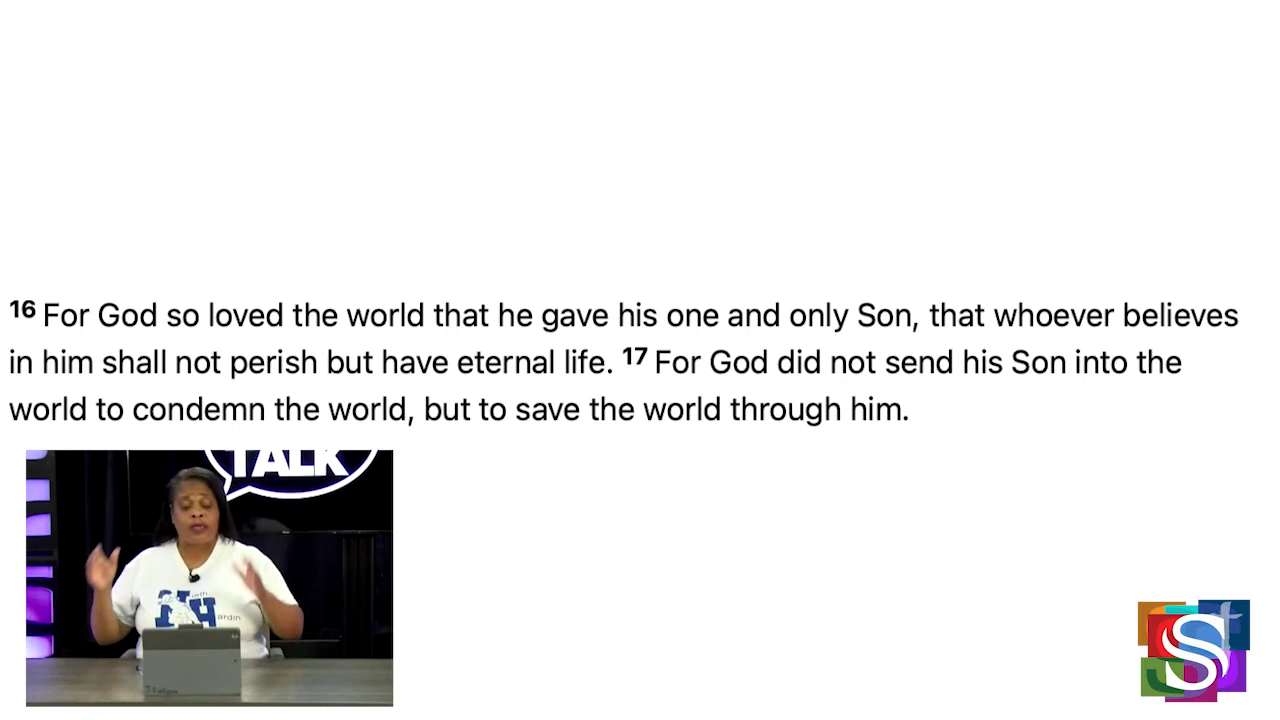 16 For God so loved the world that he gave his one and only Son, that whoever believes
in him shall not perish but have eternal life. 17 For God did not send his Son into the
world to condemn the world, but to save the world through him.
TALK
NH
S